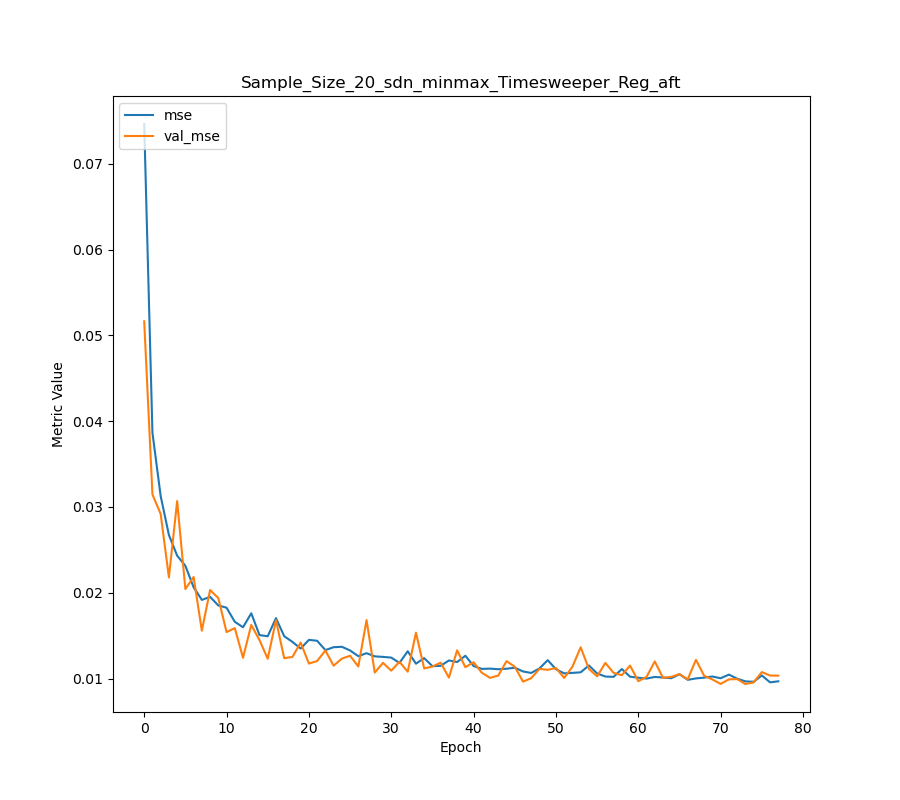 Sample_Size_20_sdn_minmax_Timesweeper_Reg_aft
mse
val_mse
0.07
0.06
0.05
0.04
0.03
0.02
0.01
Metric Value
0 10 20 30 40 50 60 70 80
Epoch